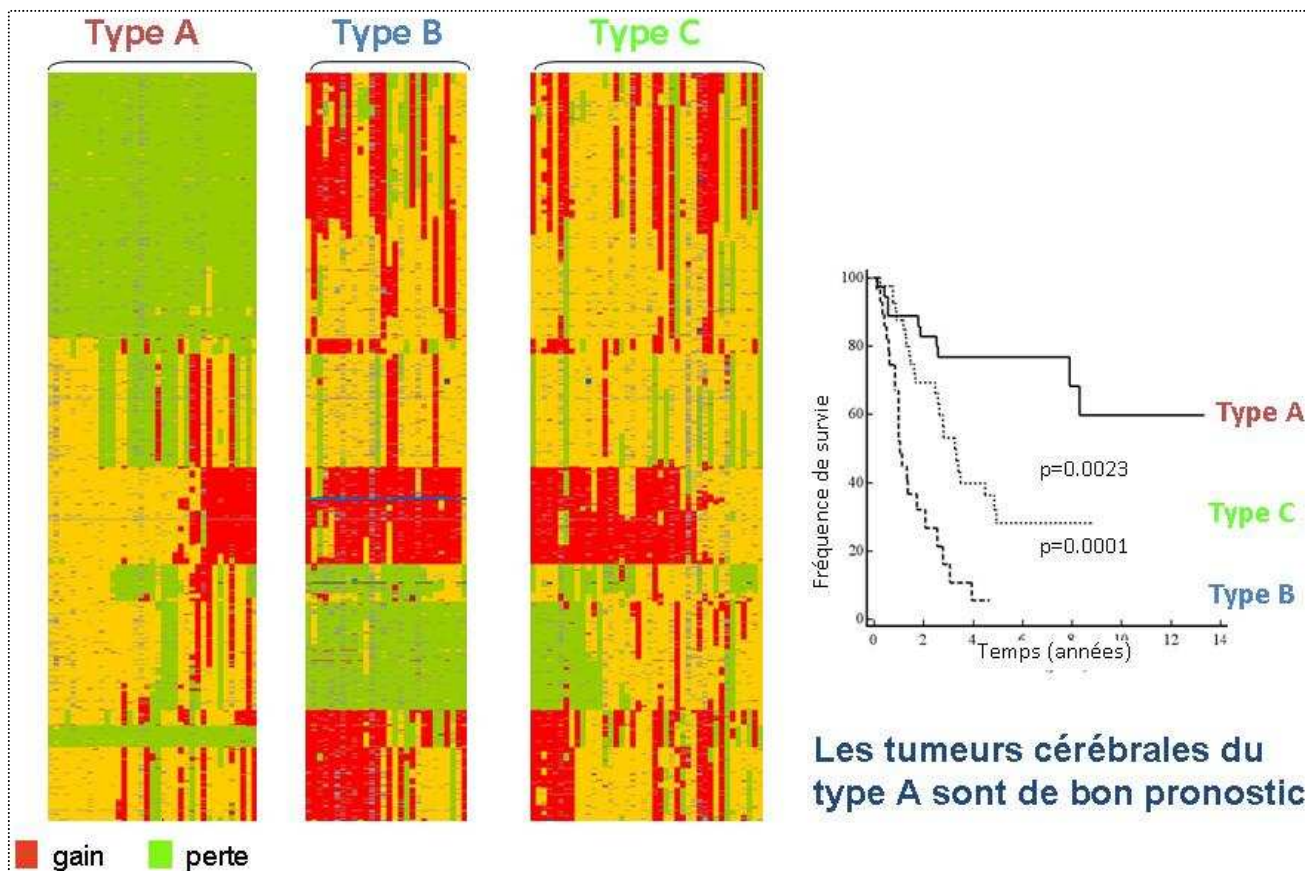 Type A Type B Type C
100
80
60
40
20
0
Fréquence de survie
0 2 4 6 8 10 12 14
Temps (années)
Type A
p=0.0023
Type C
p=0.0001
Type B
Les tumeurs cérébrales du
type A sont de bon pronostic
gain perte